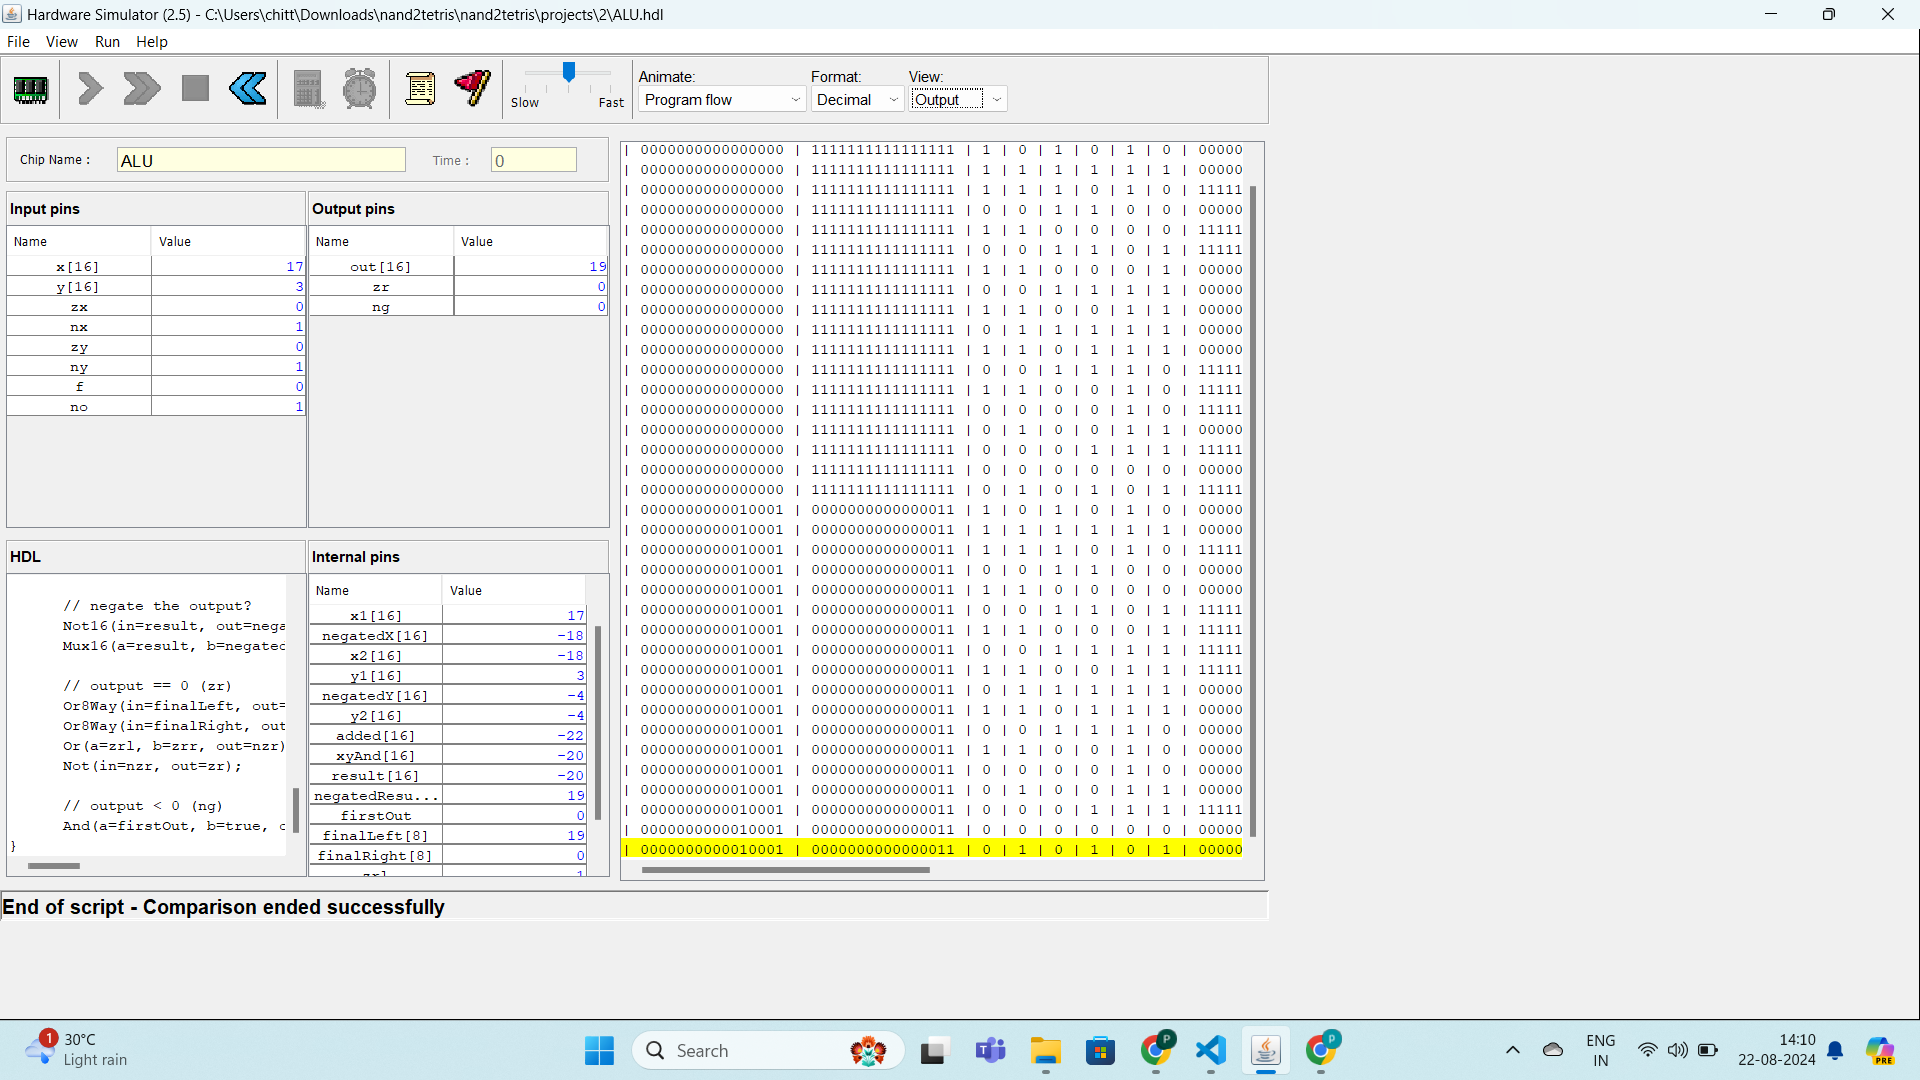 Hardware Simulator (2.5) - C:\Users\chitt\Downloads\nand2tetris\nand2tetris\projects\2\ALU.hdl
File View Run Help
Slow Fast
Animate: Format: View:
Program flow Decimal Output
Chip Name : ALU Time : 0
Input pins
Name Value
x[16] 17
y[16] 3
zx 0
nx 1
zy 0
ny 1
f 0
no 1
Output pins
Name Value
out[16] 19
zr 0
ng 0
HDL
// negate the output?
Not16(in=result, out=nega
Mux16(a=result, b=negated
// output == 0 (zr)
Or8Way(in=finalLeft, out=
Or8Way(in=finalRight, out
Or(a=zrl, b=zrr, out=nzr)
Not(in=nzr, out=zr);
// output < 0 (ng)
And(a=firstOut, b=true, o
}
Internal pins
Name Value
x1[16] 17
negatedX[16] -18
x2[16] -18
y1[16] 3
negatedY[16] -4
y2[16] -4
added[16] -22
xyAnd[16] -20
result[16] -20
negatedResu... 19
firstOut 0
finalLeft[8] 19
finalRight[8] 0
zrl 1
| 0000000000000000 | 1111111111111111 | 1 | 0 | 1 | 0 | 1 | 0 | 00000
| 0000000000000000 | 1111111111111111 | 1 | 1 | 1 | 1 | 1 | 1 | 00000
| 0000000000000000 | 1111111111111111 | 1 | 1 | 1 | 0 | 1 | 0 | 11111
| 0000000000000000 | 1111111111111111 | 0 | 0 | 1 | 1 | 0 | 0 | 00000
| 0000000000000000 | 1111111111111111 | 1 | 1 | 0 | 0 | 0 | 0 | 11111
| 0000000000000000 | 1111111111111111 | 0 | 0 | 1 | 1 | 0 | 1 | 11111
| 0000000000000000 | 1111111111111111 | 1 | 1 | 0 | 0 | 0 | 1 | 00000
| 0000000000000000 | 1111111111111111 | 0 | 0 | 1 | 1 | 1 | 1 | 00000
| 0000000000000000 | 1111111111111111 | 1 | 1 | 0 | 0 | 1 | 1 | 00000
| 0000000000000000 | 1111111111111111 | 0 | 1 | 1 | 1 | 1 | 1 | 00000
| 0000000000000000 | 1111111111111111 | 1 | 1 | 0 | 1 | 1 | 1 | 00000
| 0000000000000000 | 1111111111111111 | 0 | 0 | 1 | 1 | 1 | 0 | 11111
| 0000000000000000 | 1111111111111111 | 1 | 1 | 0 | 0 | 1 | 0 | 11111
| 0000000000000000 | 1111111111111111 | 0 | 0 | 0 | 0 | 1 | 0 | 11111
| 0000000000000000 | 1111111111111111 | 0 | 1 | 0 | 0 | 1 | 1 | 00000
| 0000000000000000 | 1111111111111111 | 0 | 0 | 0 | 1 | 1 | 1 | 11111
| 0000000000000000 | 1111111111111111 | 0 | 0 | 0 | 0 | 0 | 0 | 00000
| 0000000000000000 | 1111111111111111 | 0 | 1 | 0 | 1 | 0 | 1 | 11111
| 0000000000010001 | 0000000000000011 | 1 | 0 | 1 | 0 | 1 | 0 | 00000
| 0000000000010001 | 0000000000000011 | 1 | 1 | 1 | 1 | 1 | 1 | 00000
| 0000000000010001 | 0000000000000011 | 1 | 1 | 1 | 0 | 1 | 0 | 11111
| 0000000000010001 | 0000000000000011 | 0 | 0 | 1 | 1 | 0 | 0 | 00000
| 0000000000010001 | 0000000000000011 | 1 | 1 | 0 | 0 | 0 | 0 | 00000
| 0000000000010001 | 0000000000000011 | 0 | 0 | 1 | 1 | 0 | 1 | 11111
| 0000000000010001 | 0000000000000011 | 1 | 1 | 0 | 0 | 0 | 1 | 11111
| 0000000000010001 | 0000000000000011 | 0 | 0 | 1 | 1 | 1 | 1 | 11111
| 0000000000010001 | 0000000000000011 | 1 | 1 | 0 | 0 | 1 | 1 | 11111
| 0000000000010001 | 0000000000000011 | 0 | 1 | 1 | 1 | 1 | 1 | 00000
| 0000000000010001 | 0000000000000011 | 1 | 1 | 0 | 1 | 1 | 1 | 00000
| 0000000000010001 | 0000000000000011 | 0 | 0 | 1 | 1 | 1 | 0 | 00000
| 0000000000010001 | 0000000000000011 | 1 | 1 | 0 | 0 | 1 | 0 | 00000
| 0000000000010001 | 0000000000000011 | 0 | 0 | 0 | 0 | 1 | 0 | 00000
| 0000000000010001 | 0000000000000011 | 0 | 1 | 0 | 0 | 1 | 1 | 00000
| 0000000000010001 | 0000000000000011 | 0 | 0 | 0 | 1 | 1 | 1 | 11111
| 0000000000010001 | 0000000000000011 | 0 | 0 | 0 | 0 | 0 | 0 | 00000
| 0000000000010001 | 0000000000000011 | 0 | 1 | 0 | 1 | 0 | 1 | 00000
End of script - Comparison ended successfully
1
30°C
Light rain
Search
P
P
ENG
IN
14:10
22-08-2024
PRE